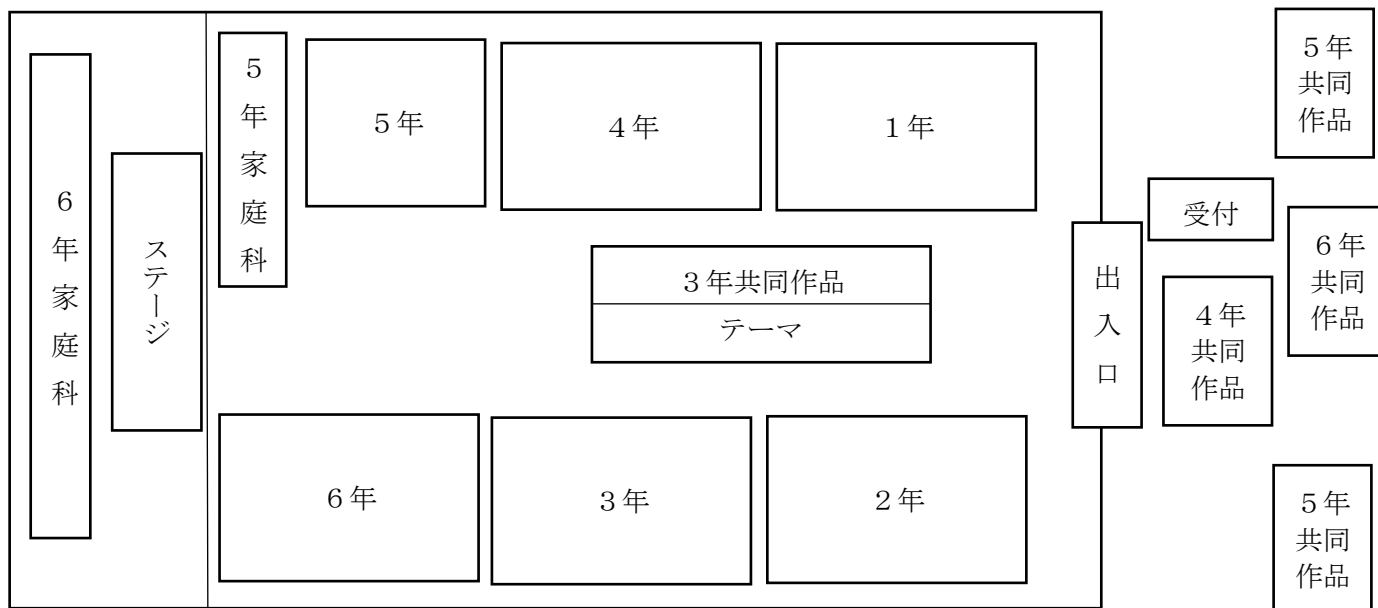 6年家庭科
ステージ
5年家庭科
５年
４年
１年
３年共同作品
テーマ
６年
３年
２年
出入口
受付
４年
共同
作品
５年
共同
作品
６年
共同
作品
５年
共同
作品